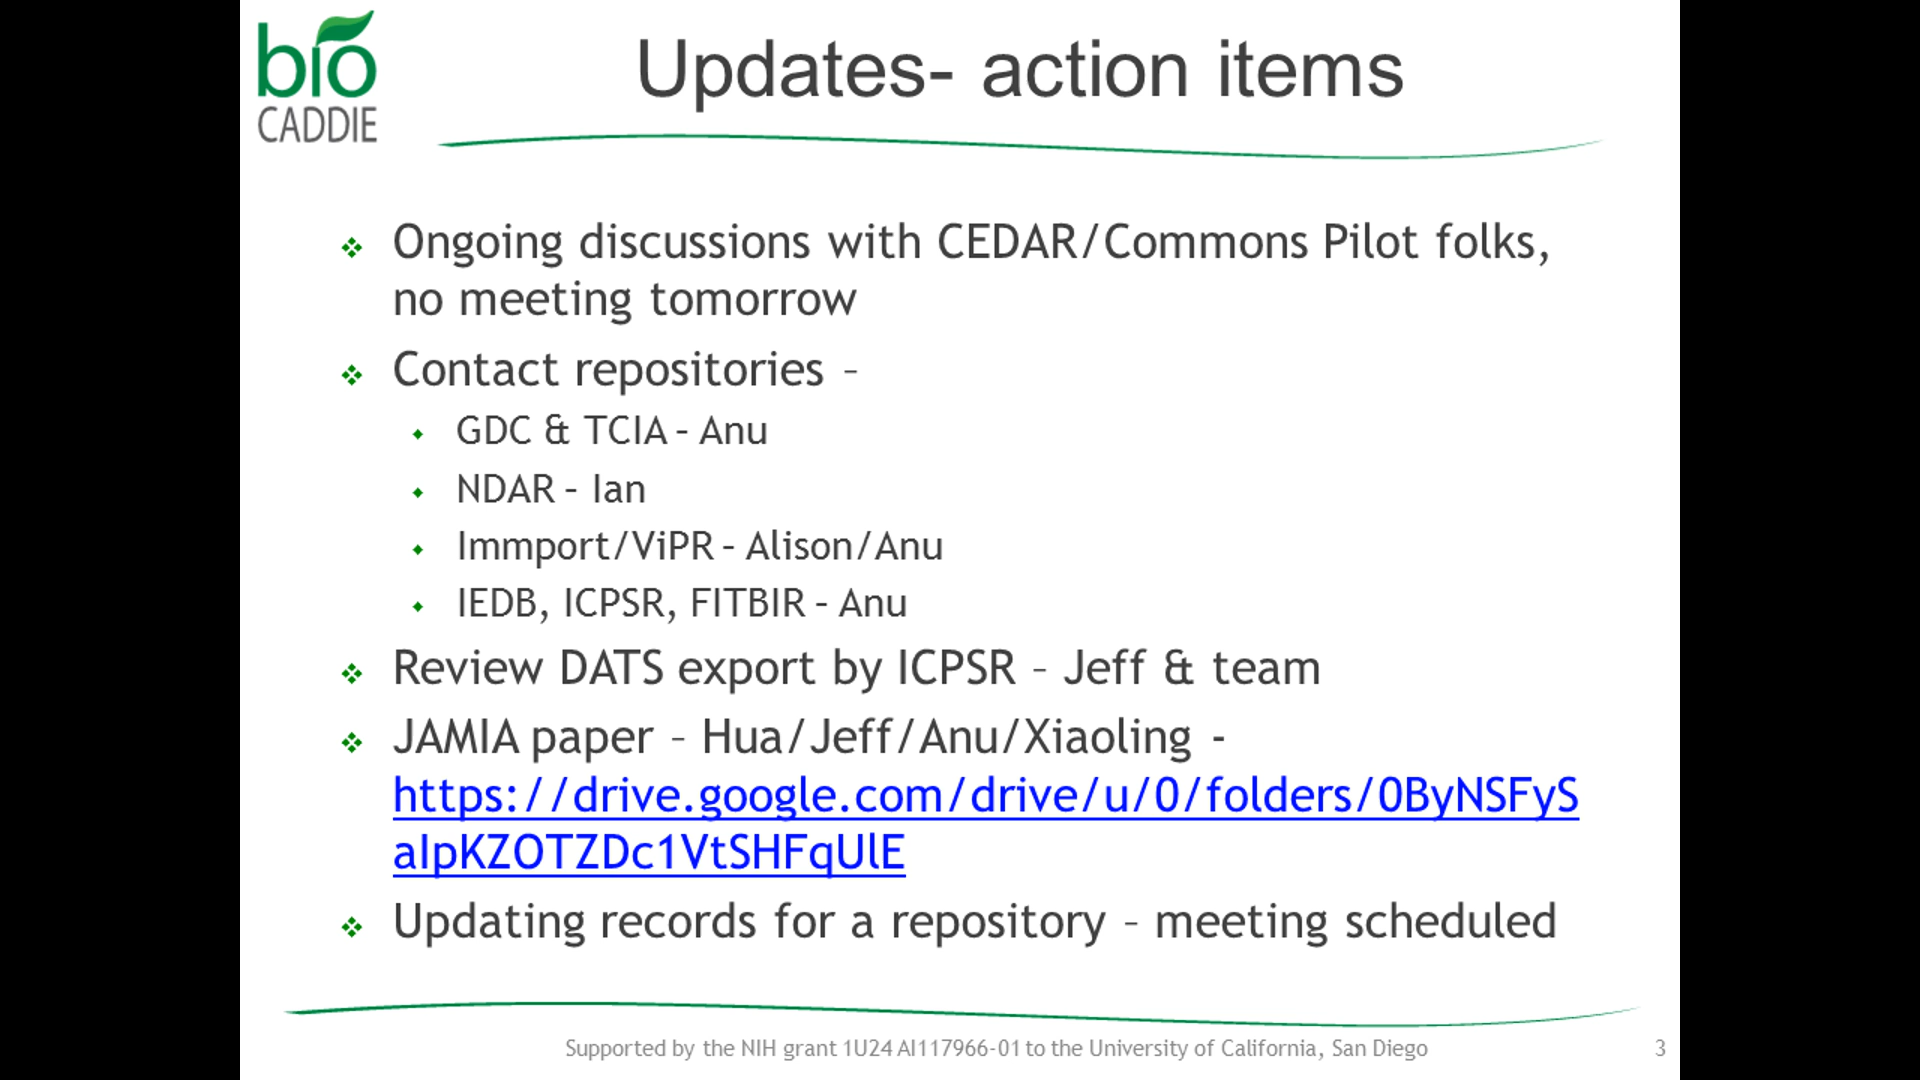 bio
CADDIE
Updates- action items
Ongoing discussions with CEDAR/Commons Pilot folks,
no meeting tomorrow
Contact repositories –
GDC & TCIA – Anu
NDAR – Ian
Immport/ViPR – Alison/Anu
IEDB, ICPSR, FITBIR – Anu
Review DATS export by ICPSR – Jeff & team
JAMIA paper – Hua/Jeff/Anu/Xiaoling -
https://drive.google.com/drive/u/0/folders/0ByNSFyS
aIpKZOTZDc1VtSHFqUlE
Updating records for a repository – meeting scheduled
Supported by the NIH grant 1U24 AI117966-01 to the University of California, San Diego
3